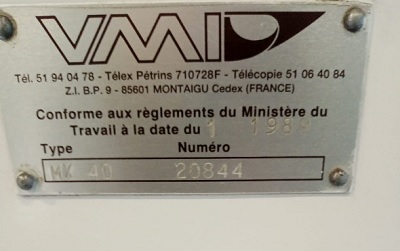 VMI
Tél. 51 94 04 78 - Télex Pétrins 710728F - Télécopie 51 06 40 84
Z.I. B.P. 9 - 85601 MONTAIGU Cedex (FRANCE)
Conforme aux règlements du Ministère du
Travail à la date du 1
Type Numéro
MK 40 20844